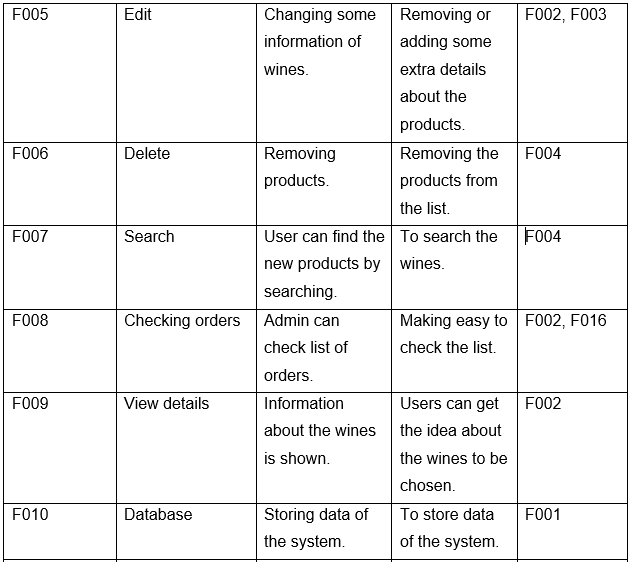 F005 Edit Changing some Removing or F002, F003
information of adding some
wines. extra details
about the
products.
F006 Delete Removing Removing the F004
products. products from
the list.
F007 Search User can find the To search the F004
new products by wines.
searching.
F008 Checking orders Admin can Making easy to F002, F016
check list of check the list.
orders.
F009 View details Information Users can get F002
about the wines the idea about
is shown. the wines to be
chosen.
F010 Database Storing data of To store data F001
the system. of the system.